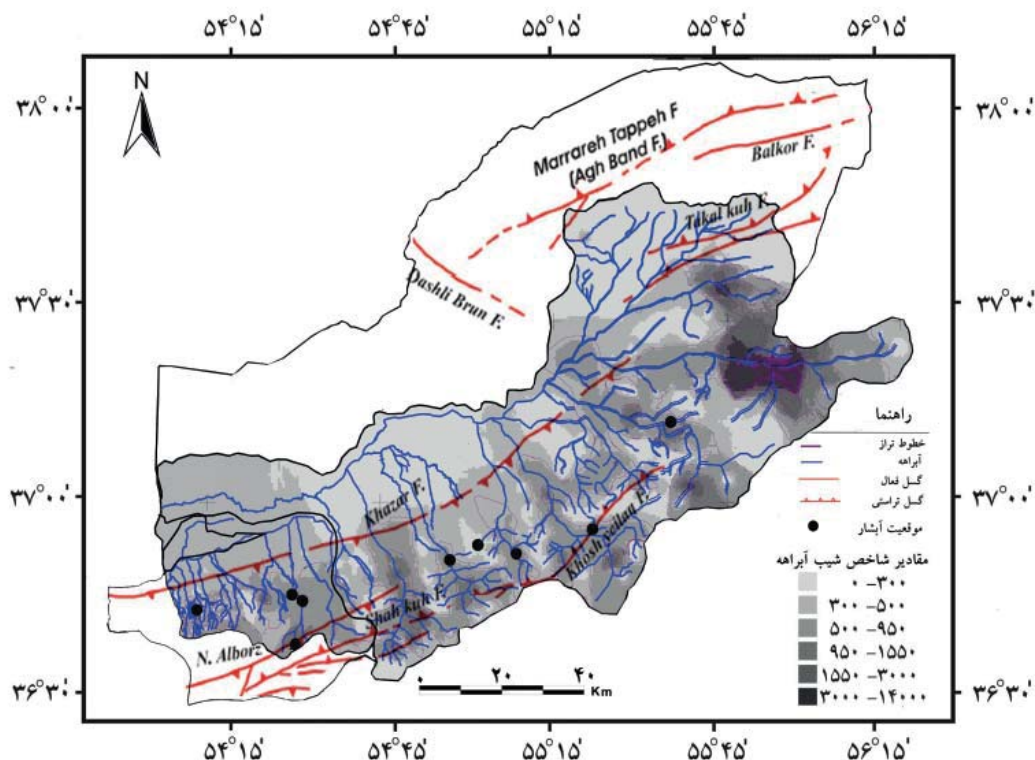 ۵۴°۱۵' ۵۴°۴۵' ۵۵°۱۵' ۵۵°۴۵' ۵۶°۱۵'
N
۳۸°۰۰' ۳۸°۰۰'
Marrareh Tappeh F
(Agh Band F.)
Balkor F.
Takal kuh F.
Dashli Brun F.
۳۷°۳۰' ۳۷°۳۰'
راهنما
خطوط تراز
آبراهه
گسل فعال
گسل تراستی
موقعیت آبشار
۳۷°۰۰' ۳۷°۰۰'
Khazar F.
Khosh yeilan F.
مقادیر شاخص شیب آبراهه
۰ -۳۰۰
۳۰۰ -۵۰۰
۵۰۰ -۹۵۰
۹۵۰ -۱۵۵۰
۱۵۵۰ -۳۰۰۰
۳۰۰۰ -۱۴۰۰۰
Shah kuh F.
N. Alborz
۰ 20 40
Km
۳۶°۳۰' ۳۶°۳۰'
۵۴°۱۵' ۵۴°۴۵' ۵۵°۱۵' ۵۵°۴۵' ۵۶°۱۵'